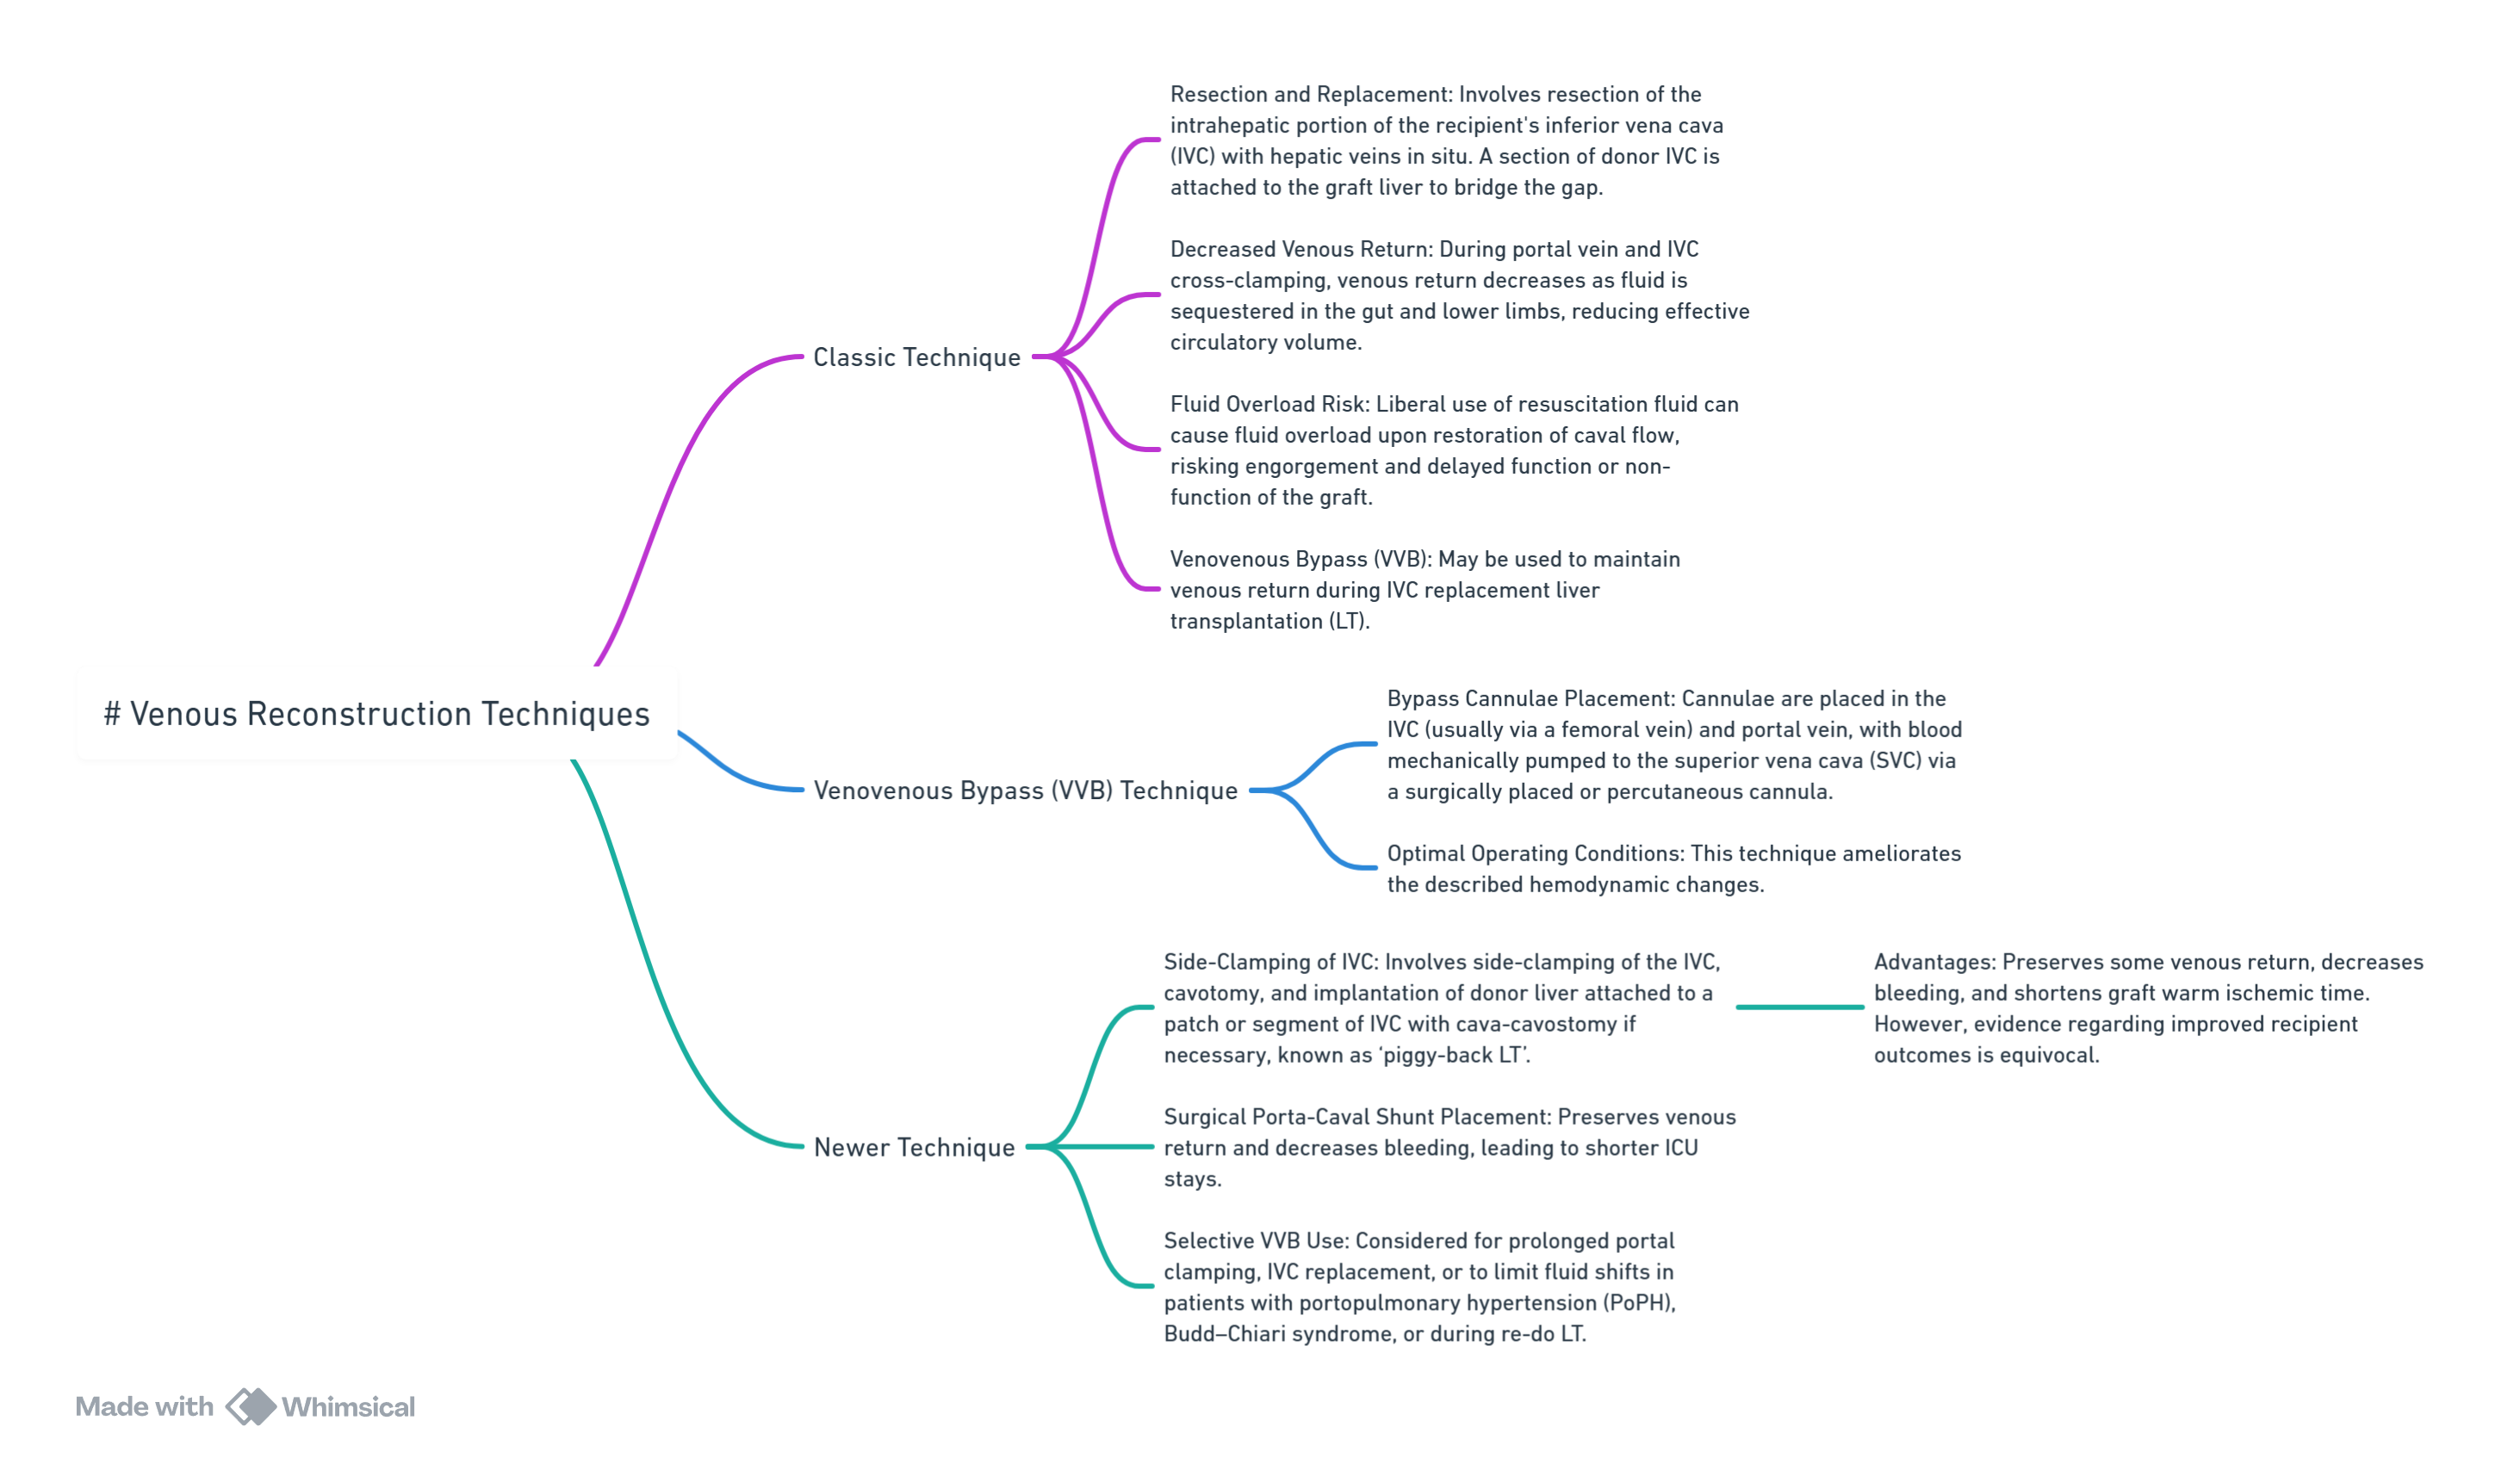 # Venous Reconstruction Techniques
Classic Technique
Resection and Replacement: Involves resection of the
intrahepatic portion of the recipient's inferior vena cava
(IVC) with hepatic veins in situ. A section of donor IVC is
attached to the graft liver to bridge the gap.
Decreased Venous Return: During portal vein and IVC
cross-clamping, venous return decreases as fluid is
sequestered in the gut and lower limbs, reducing effective
circulatory volume.
Fluid Overload Risk: Liberal use of resuscitation fluid can
cause fluid overload upon restoration of caval flow,
risking engorgement and delayed function or non-
function of the graft.
Venovenous Bypass (VVB): May be used to maintain
venous return during IVC replacement liver
transplantation (LT).
Venovenous Bypass (VVB) Technique
Bypass Cannulae Placement: Cannulae are placed in the
IVC (usually via a femoral vein) and portal vein, with blood
mechanically pumped to the superior vena cava (SVC) via
a surgically placed or percutaneous cannula.
Optimal Operating Conditions: This technique ameliorates
the described hemodynamic changes.
Newer Technique
Side-Clamping of IVC: Involves side-clamping of the IVC,
cavotomy, and implantation of donor liver attached to a
patch or segment of IVC with cava-cavostomy if
necessary, known as ‘piggy-back LT’.
Advantages: Preserves some venous return, decreases
bleeding, and shortens graft warm ischemic time.
However, evidence regarding improved recipient
outcomes is equivocal.
Surgical Porta-Caval Shunt Placement: Preserves venous
return and decreases bleeding, leading to shorter ICU
stays.
Selective VVB Use: Considered for prolonged portal
clamping, IVC replacement, or to limit fluid shifts in
patients with portopulmonary hypertension (PoPH),
Budd–Chiari syndrome, or during re-do LT.
Made with Whimsical